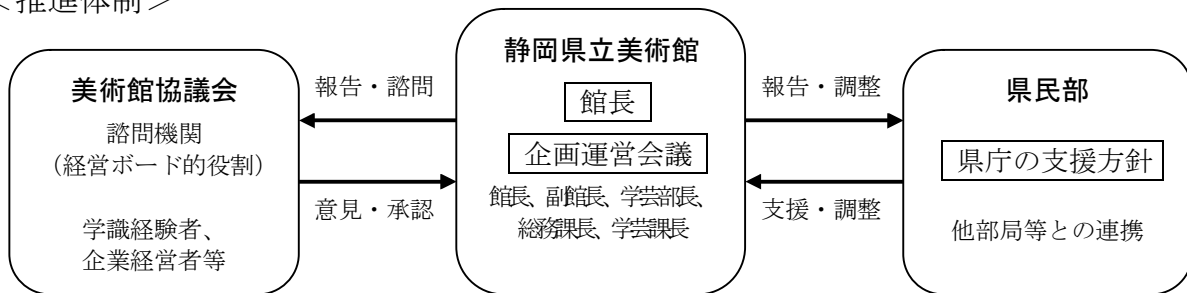 ＜推進体制＞
美術館協議会
諮問機関
（経営ボード的役割）
学識経験者、
企業経営者等
報告・諮問
意見・承認
静岡県立美術館
館長
企画運営会議
館長、副館長、学芸部長、
総務課長、学芸課長
報告・調整
支援・調整
県民部
県庁の支援方針
他部局等との連携